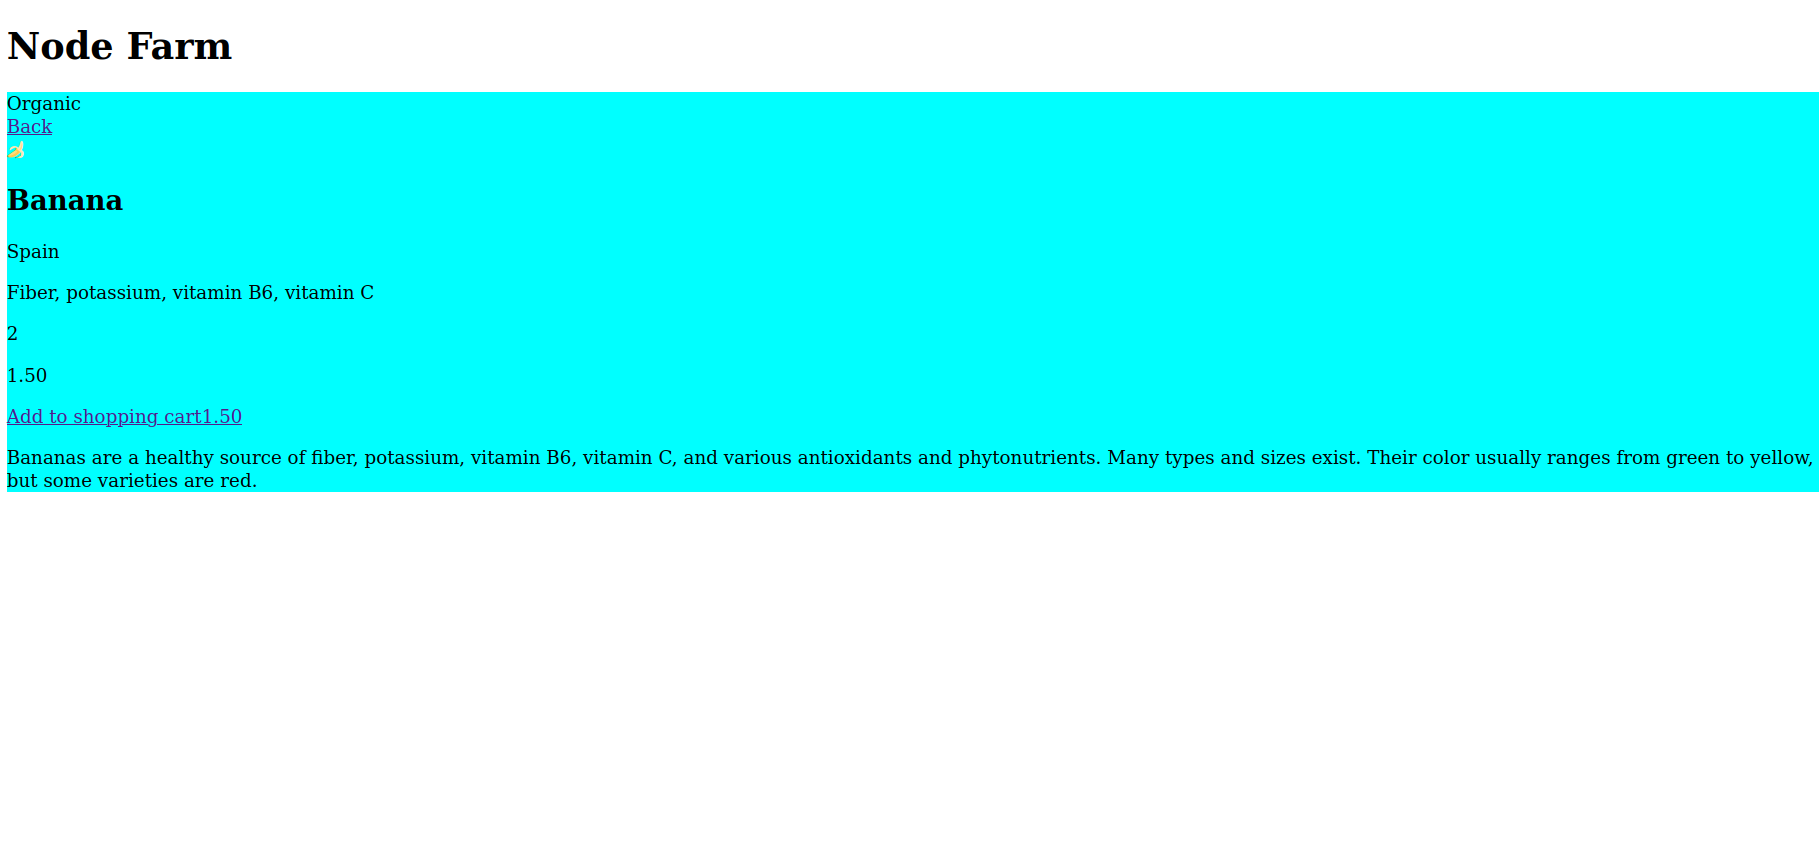 Node Farm
Organic
Back
🍌
Banana
Spain
Fiber, potassium, vitamin B6, vitamin C
2
1.50
Add to shopping cart1.50
Bananas are a healthy source of fiber, potassium, vitamin B6, vitamin C, and various antioxidants and phytonutrients. Many types and sizes exist. Their color usually ranges from green to yellow,
but some varieties are red.